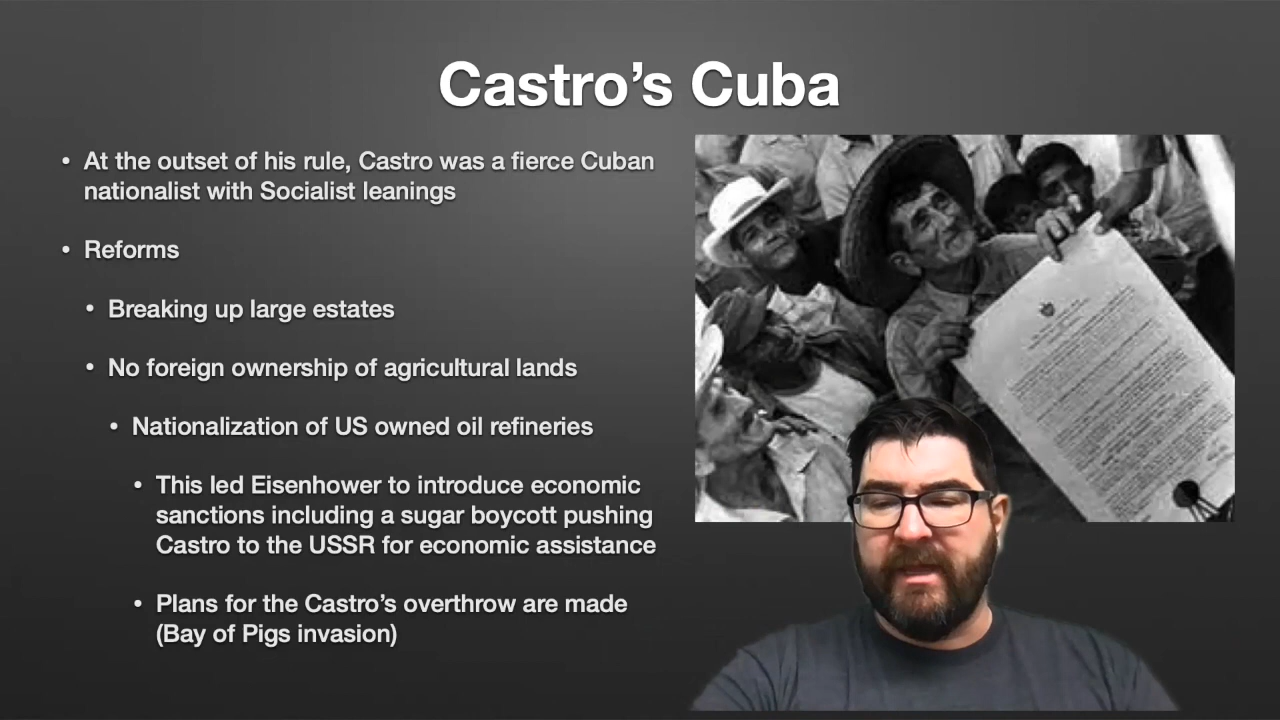 Castro’s Cuba
• At the outset of his rule, Castro was a fierce Cuban
nationalist with Socialist leanings
• Reforms
• Breaking up large estates
• No foreign ownership of agricultural lands
• Nationalization of US owned oil refineries
• This led Eisenhower to introduce economic
sanctions including a sugar boycott pushing
Castro to the USSR for economic assistance
• Plans for the Castro’s overthrow are made
(Bay of Pigs invasion)